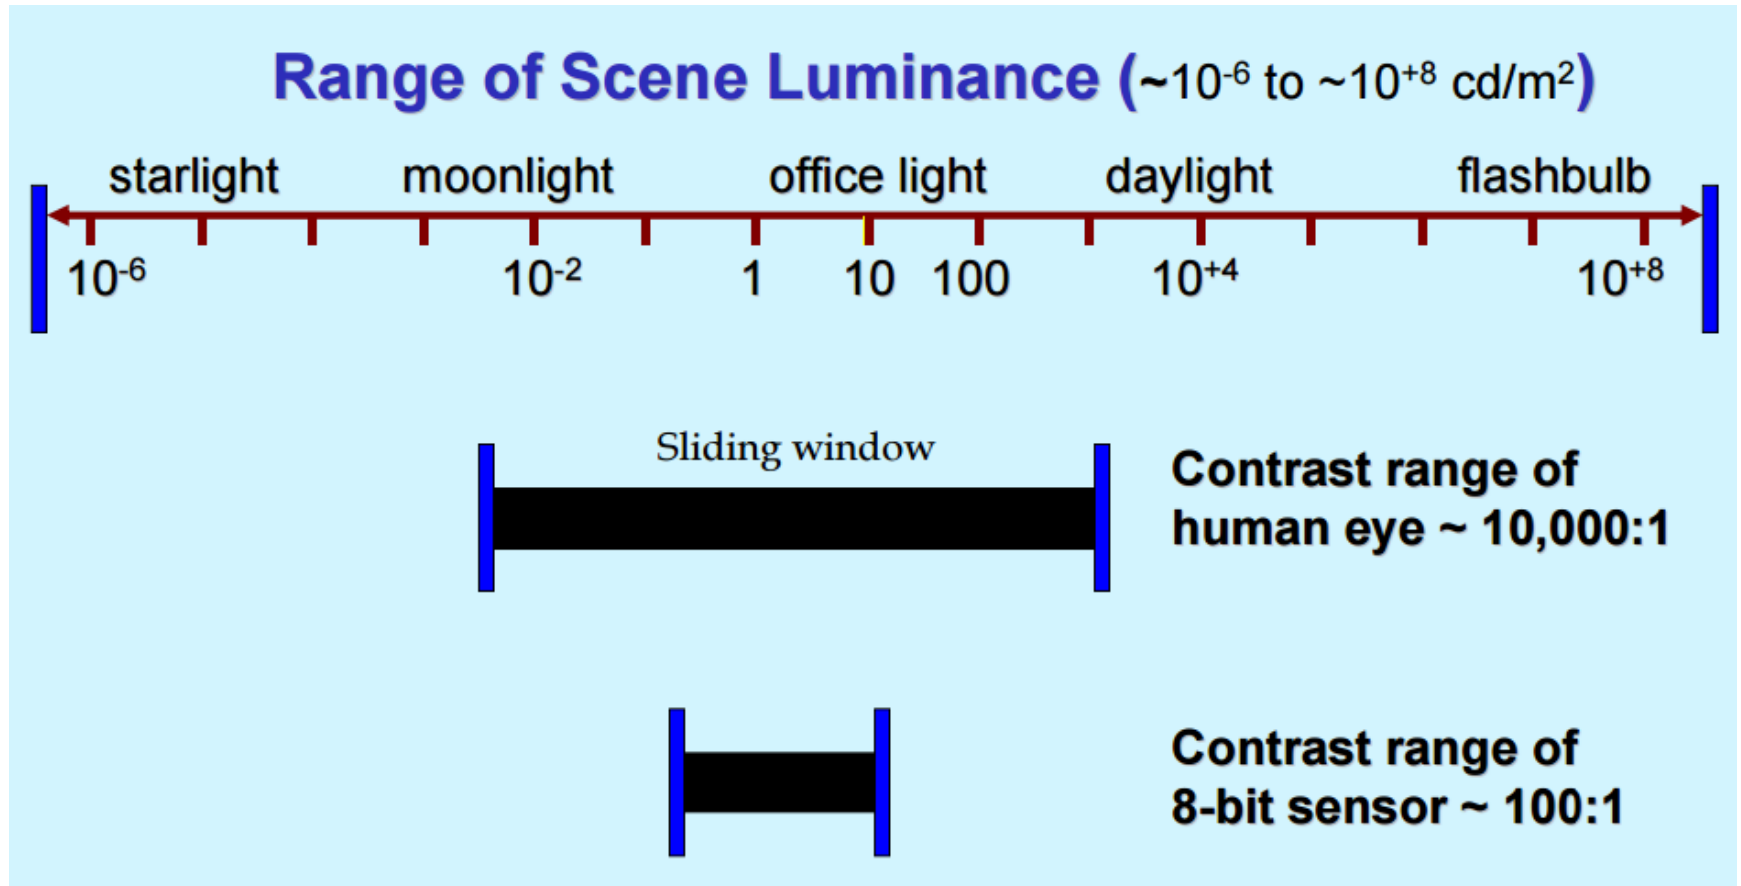 Range of Scene Luminance (~10⁻⁶ to ~10⁺⁸ cd/m²)
starlight moonlight office light daylight flashbulb
10⁻⁶ 10⁻² 1 10 100 10⁺⁴ 10⁺⁸
Sliding window
Contrast range of
human eye ~ 10,000:1
Contrast range of
8-bit sensor ~ 100:1